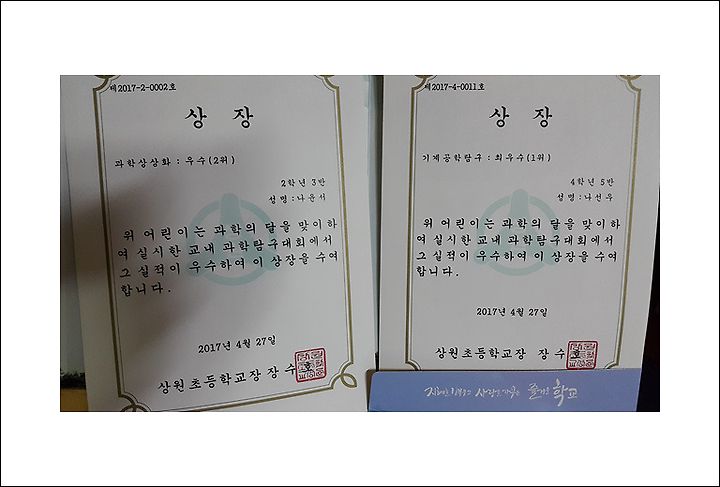 제2017-2-0002호
상 장
과학상상화 : 우수(2위)
2학년 3반
성명 : 나윤서
위 어린이는 과학의 달을 맞이하
여 실시한 교내 과학탐구대회에서
그 실적이 우수하여 이 상장을 수여
합니다.
2017년 4월 27일
상원초등학교장 장 수
제2017-4-0011호
상 장
기계공학탐구 : 최우수(1위)
4학년 5반
성명 : 나선우
위 어린이는 과학의 달을 맞이하
여 실시한 교내 과학탐구대회에서
그 실적이 우수하여 이 상장을 수여
합니다.
2017년 4월 27일
상원초등학교장 장 수
학교